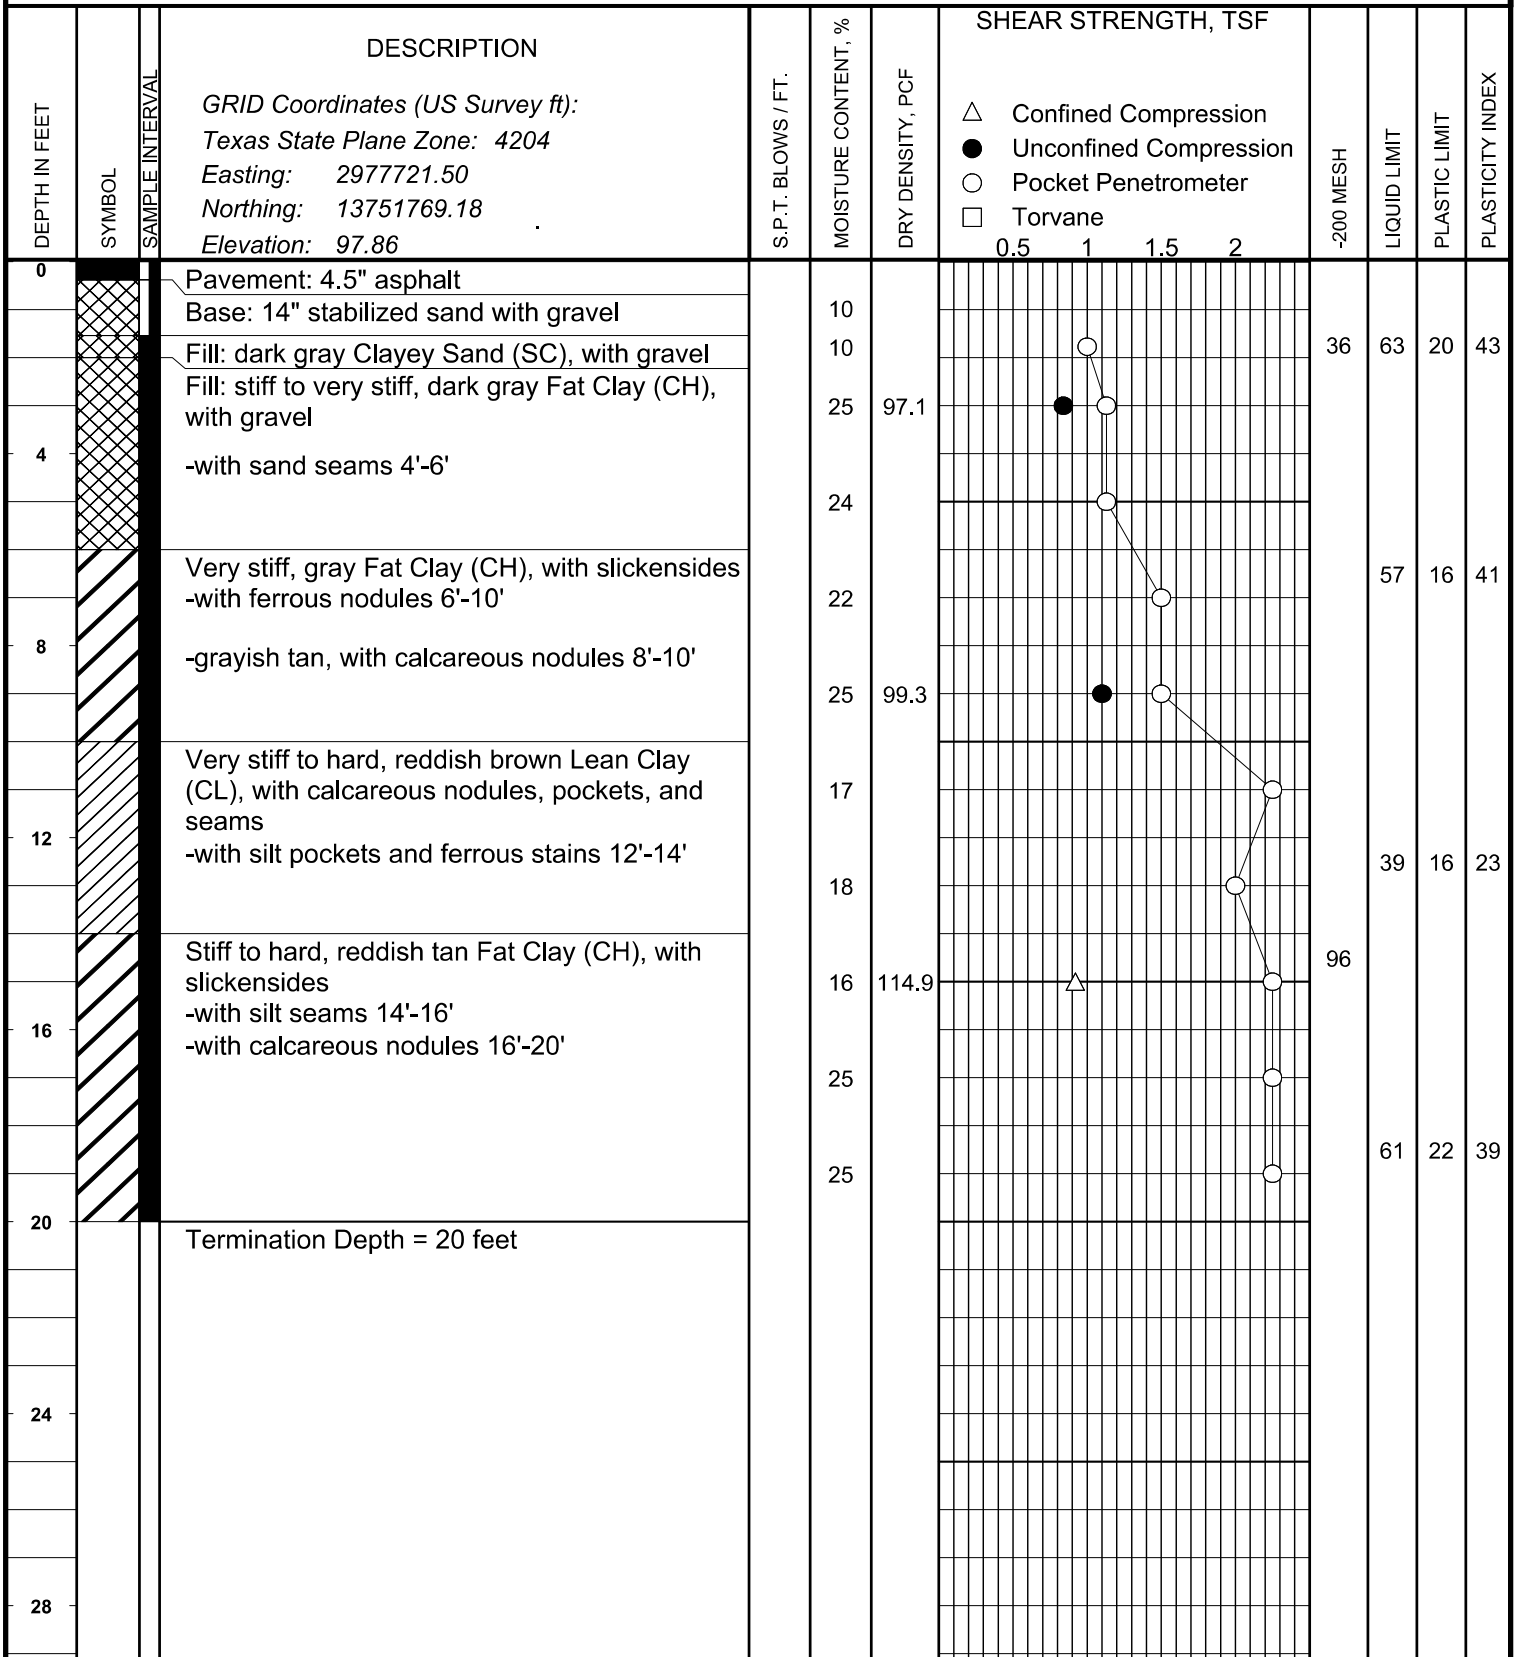 SHEAR STRENGTH, TSF
DESCRIPTION
GRID Coordinates (US Survey ft):
Texas State Plane Zone: 4204
Easting: 2977721.50
Northing: 13751769.18
.
Elevation: 97.86
DEPTH IN FEET
SYMBOL
SAMPLE INTERVAL
S.P.T. BLOWS / FT.
MOISTURE CONTENT, %
DRY DENSITY, PCF
Confined Compression
Unconfined Compression
Pocket Penetrometer
Torvane
0.5 1 1.5 2
-200 MESH
LIQUID LIMIT
PLASTIC LIMIT
PLASTICITY INDEX
0
Pavement: 4.5" asphalt
Base: 14" stabilized sand with gravel
10
Fill: dark gray Clayey Sand (SC), with gravel
10 36 63 20 43
Fill: stiff to very stiff, dark gray Fat Clay (CH),
with gravel
25 97.1
4
-with sand seams 4'-6'
24
Very stiff, gray Fat Clay (CH), with slickensides
57 16 41
-with ferrous nodules 6'-10'
22
8
-grayish tan, with calcareous nodules 8'-10'
25 99.3
Very stiff to hard, reddish brown Lean Clay
(CL), with calcareous nodules, pockets, and
17
seams
12
-with silt pockets and ferrous stains 12'-14'
39 16 23
18
Stiff to hard, reddish tan Fat Clay (CH), with
96
slickensides
16 114.9
-with silt seams 14'-16'
16
-with calcareous nodules 16'-20'
25
61 22 39
25
20
Termination Depth = 20 feet
24
28